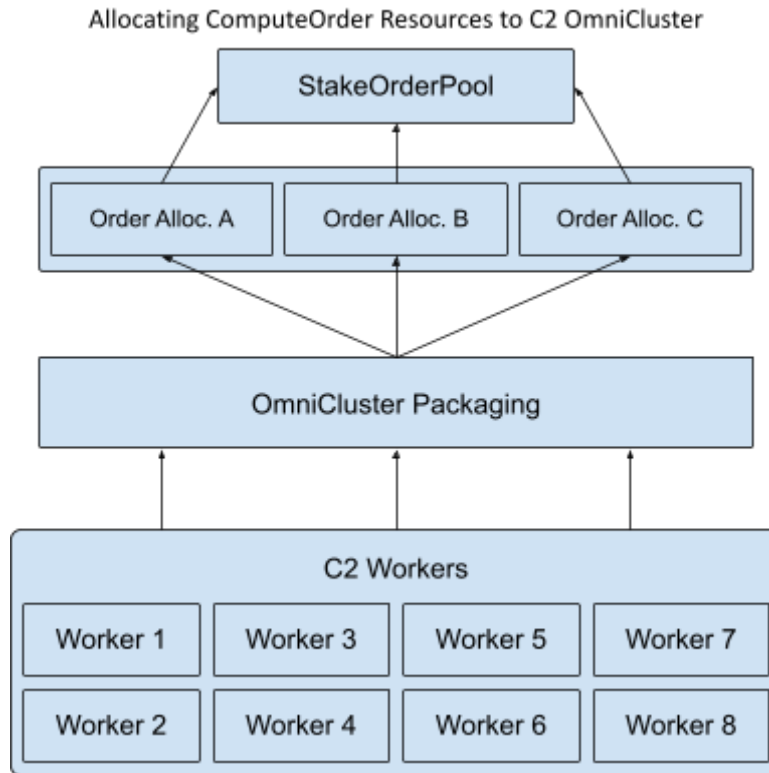 Allocating ComputeOrder Resources to C2 OmniCluster
StakeOrderPool
Order Alloc. A
Order Alloc. B
Order Alloc. C
OmniCluster Packaging
C2 Workers
Worker 1
Worker 3
Worker 5
Worker 7
Worker 2
Worker 4
Worker 6
Worker 8